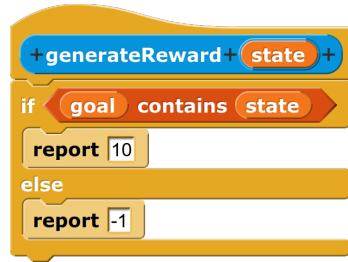 +generateReward+ state +
if goal contains state
report 10
else
report -1